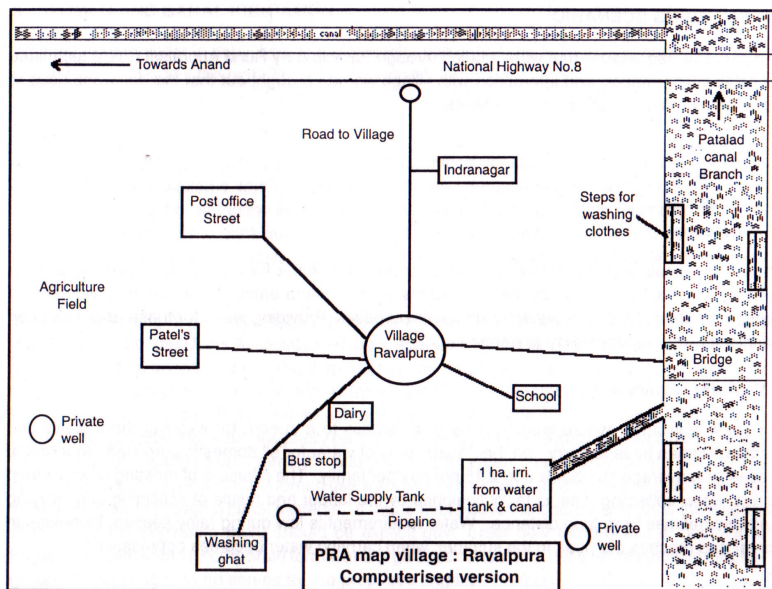 canal
Towards Anand
National Highway No.8
Road to Village
Patalad
canal
Branch
Indranagar
Post office
Street
Steps for
washing
clothes
Agriculture
Field
Village
Ravalpura
Patel's
Street
Bridge
School
Dairy
Private
well
Bus stop
1 ha. irri.
from water
tank & canal
Water Supply Tank
Pipeline
Private
well
Washing
ghat
PRA map village : Ravalpura
Computerised version